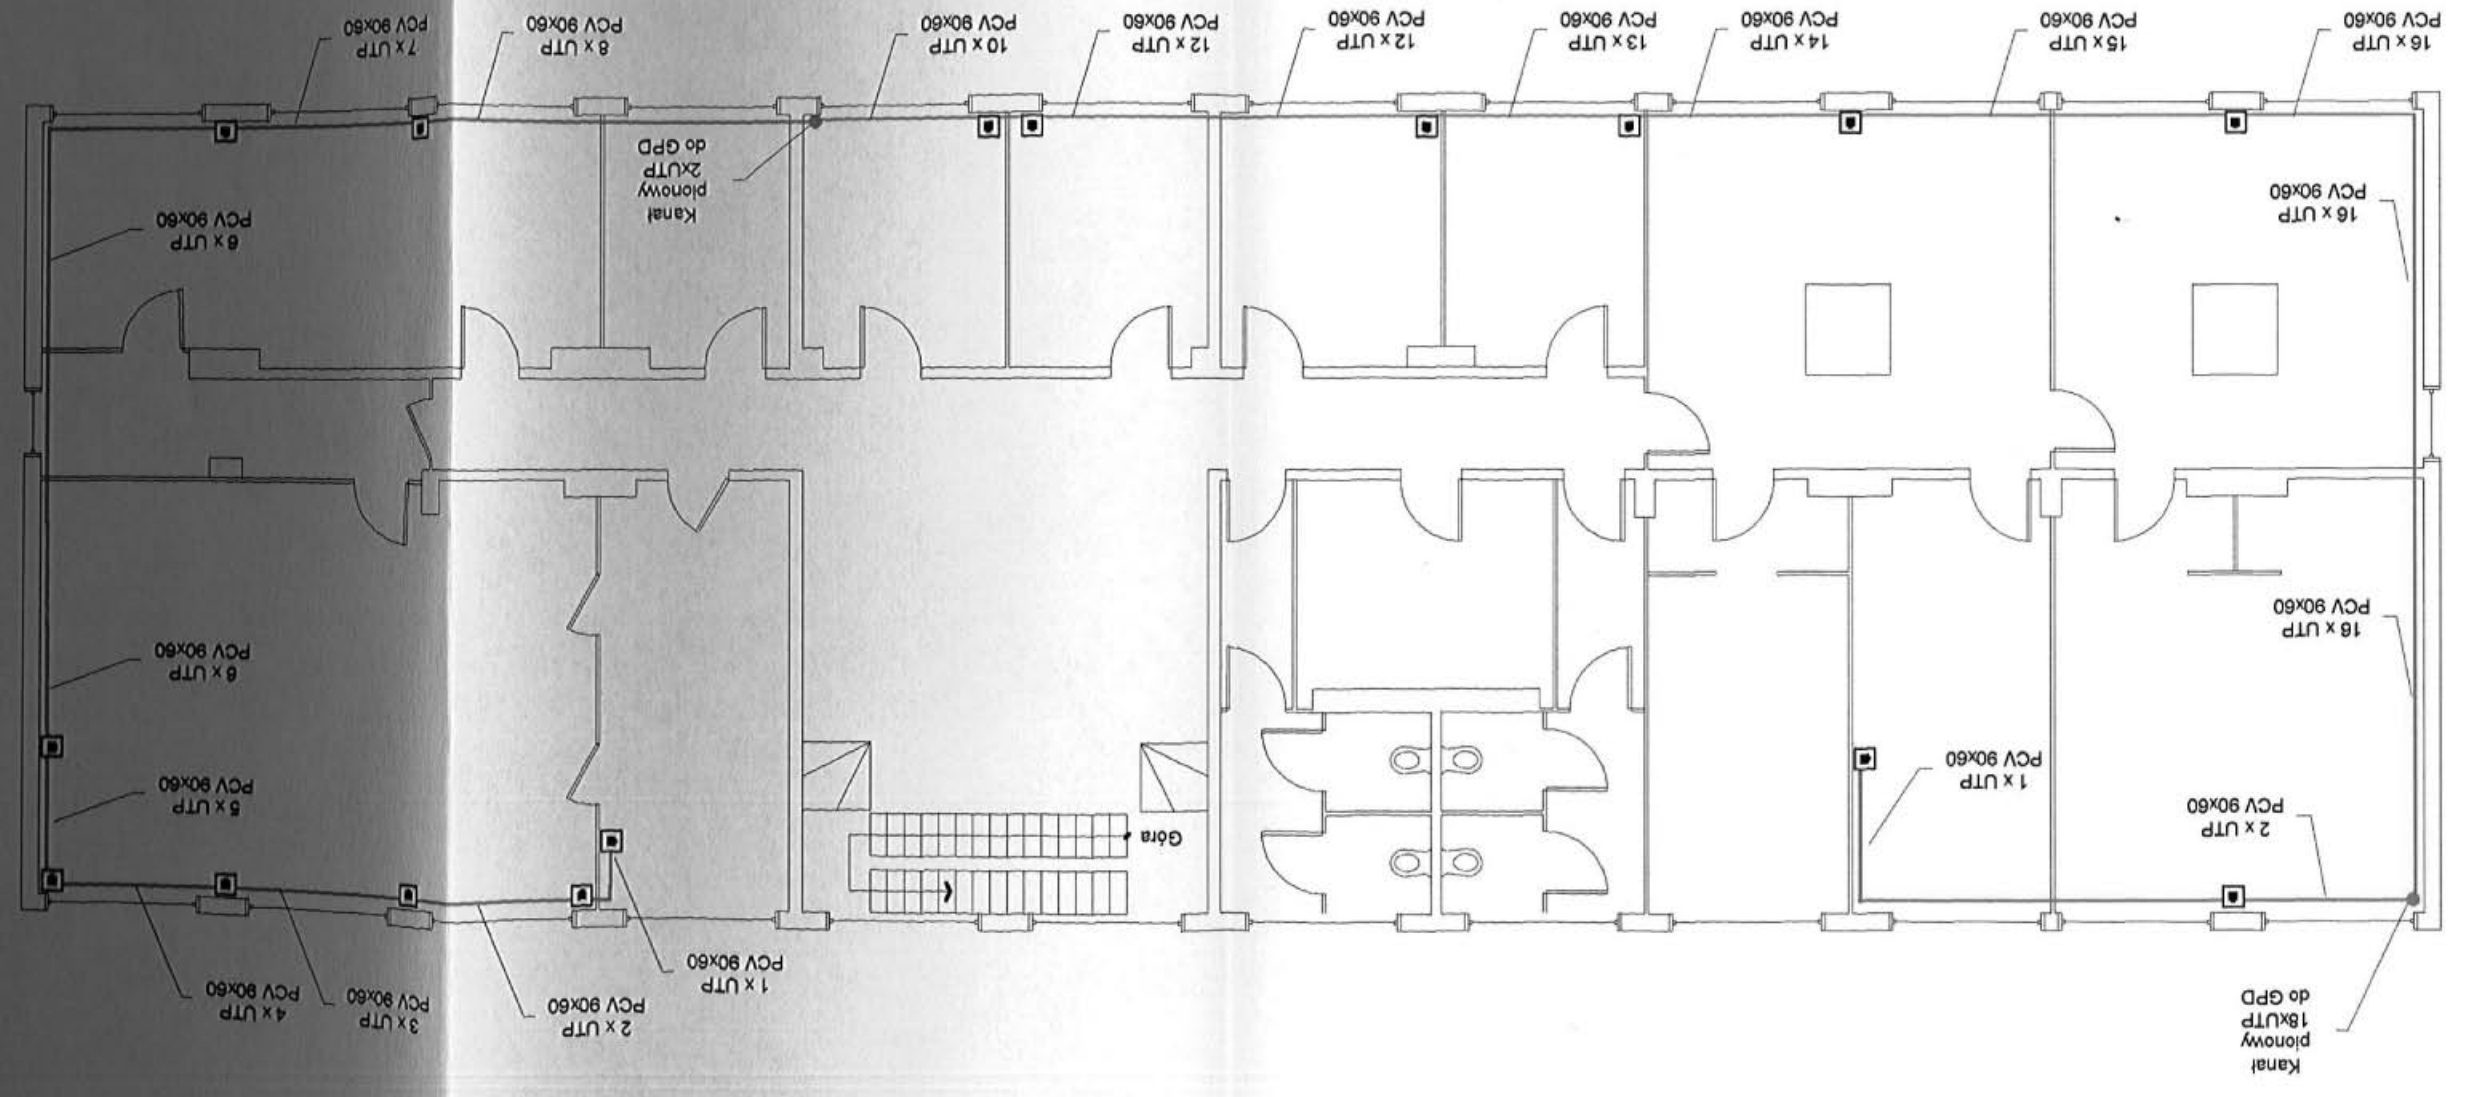 Kanał
pionowy
18xUTP
do GPD
1 x UTP
PCV 90x60
2 x UTP
PCV 90x60
3 x UTP
PCV 90x60
4 x UTP
PCV 90x60
2 x UTP
PCV 90x60
1 x UTP
PCV 90x60
Góra
5 x UTP
PCV 90x60
16 x UTP
PCV 90x60
6 x UTP
PCV 90x60
16 x UTP
PCV 90x60
Kanał
pionowy
2xUTP
do GPD
6 x UTP
PCV 90x60
16 x UTP
PCV 90x60
15 x UTP
PCV 90x60
14 x UTP
PCV 90x60
13 x UTP
PCV 90x60
12 x UTP
PCV 90x60
12 x UTP
PCV 90x60
10 x UTP
PCV 90x60
8 x UTP
PCV 90x60
7 x UTP
PCV 90x60